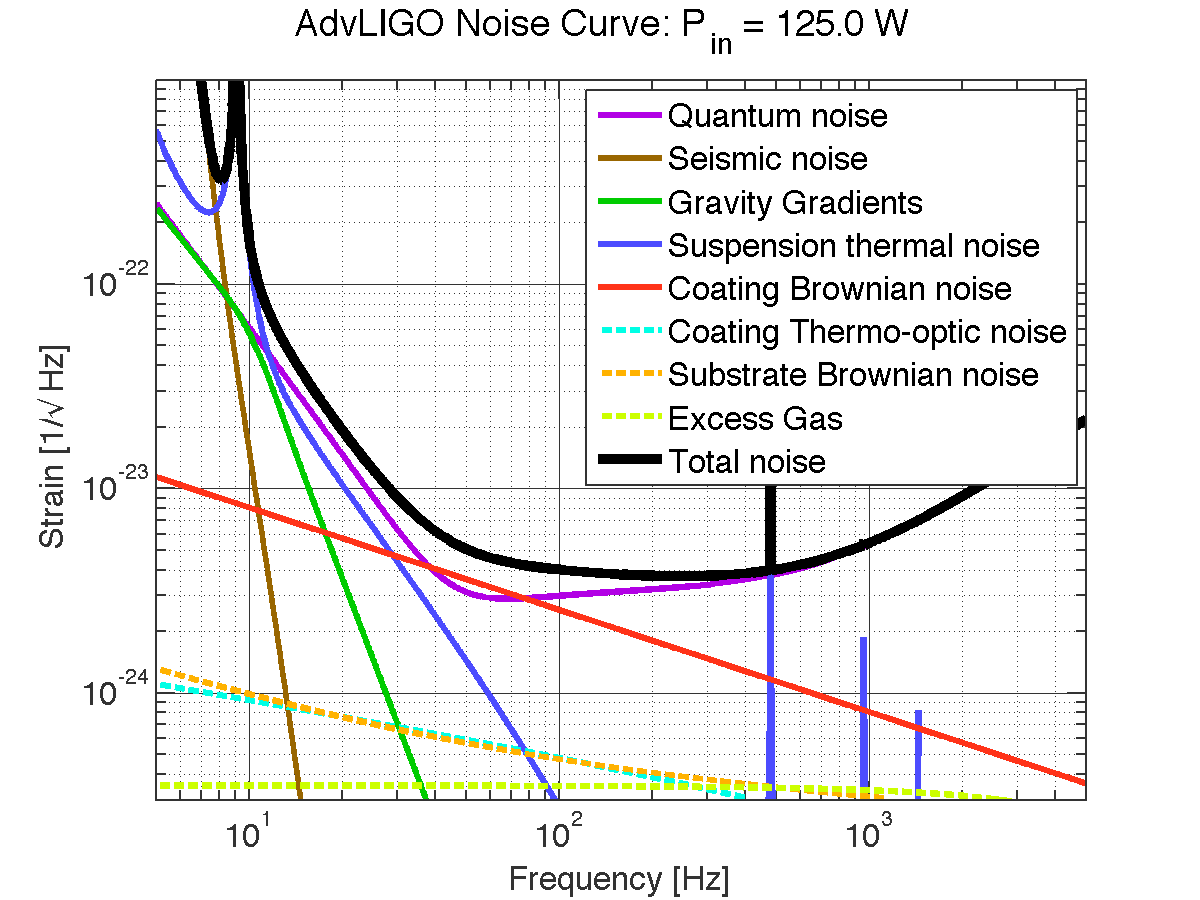 AdvLIGO Noise Curve: P_in = 125.0 W
Quantum noise
Seismic noise
Gravity Gradients
Suspension thermal noise
Coating Brownian noise
Coating Thermo-optic noise
Substrate Brownian noise
Excess Gas
Total noise
Strain [1/√ Hz]
10^-22
10^-23
10^-24
10^1
10^2
10^3
Frequency [Hz]